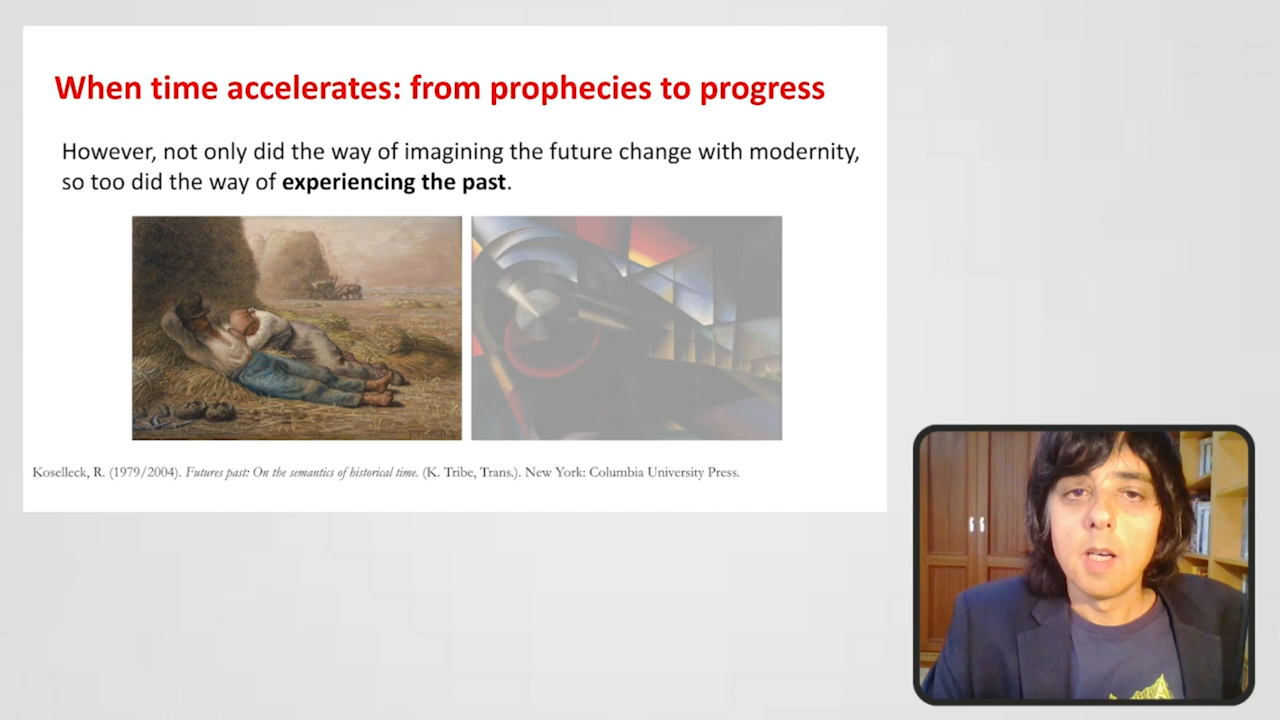 When time accelerates: from prophecies to progress
However, not only did the way of imagining the future change with modernity,
so too did the way of experiencing the past.
Koselleck, R. (1979/2004). Futures past: On the semantics of historical time. (K. Tribe, Trans.). New York: Columbia University Press.